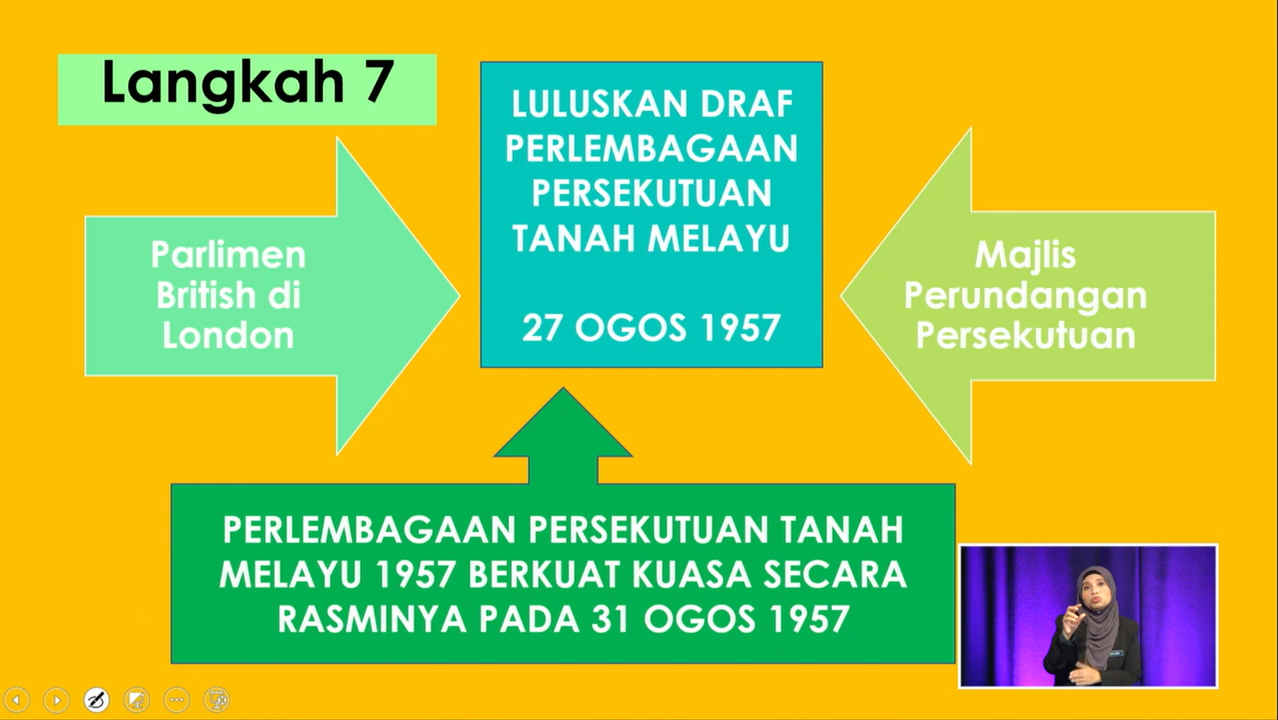 Langkah 7
LULUSKAN DRAF
PERLEMBAGAAN
PERSEKUTUAN
TANAH MELAYU
27 OGOS 1957
Parlimen
British di
London
Majlis
Perundangan
Persekutuan
PERLEMBAGAAN PERSEKUTUAN TANAH
MELAYU 1957 BERKUAT KUASA SECARA
RASMINYA PADA 31 OGOS 1957